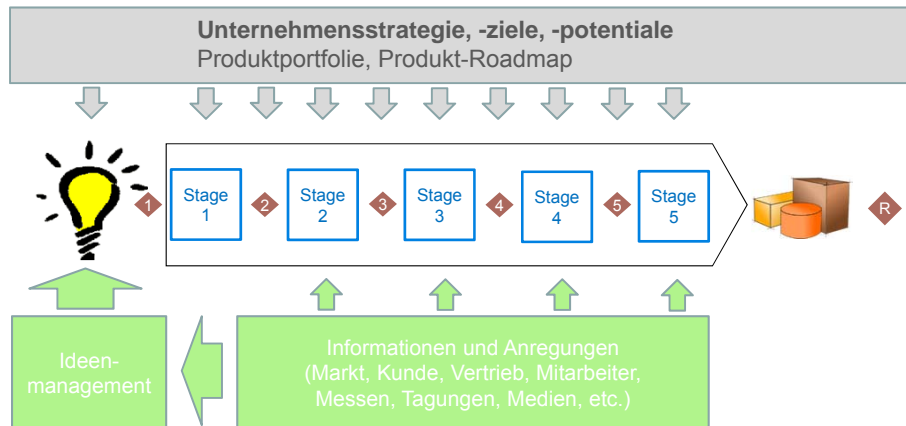 Unternehmensstrategie, -ziele, -potentiale
Produktportfolie, Produkt-Roadmap
1
Stage
1
2
Stage
2
3
Stage
3
4
Stage
4
5
Stage
5
R
Ideen-
management
Informationen und Anregungen
(Markt, Kunde, Vertrieb, Mitarbeiter,
Messen, Tagungen, Medien, etc.)